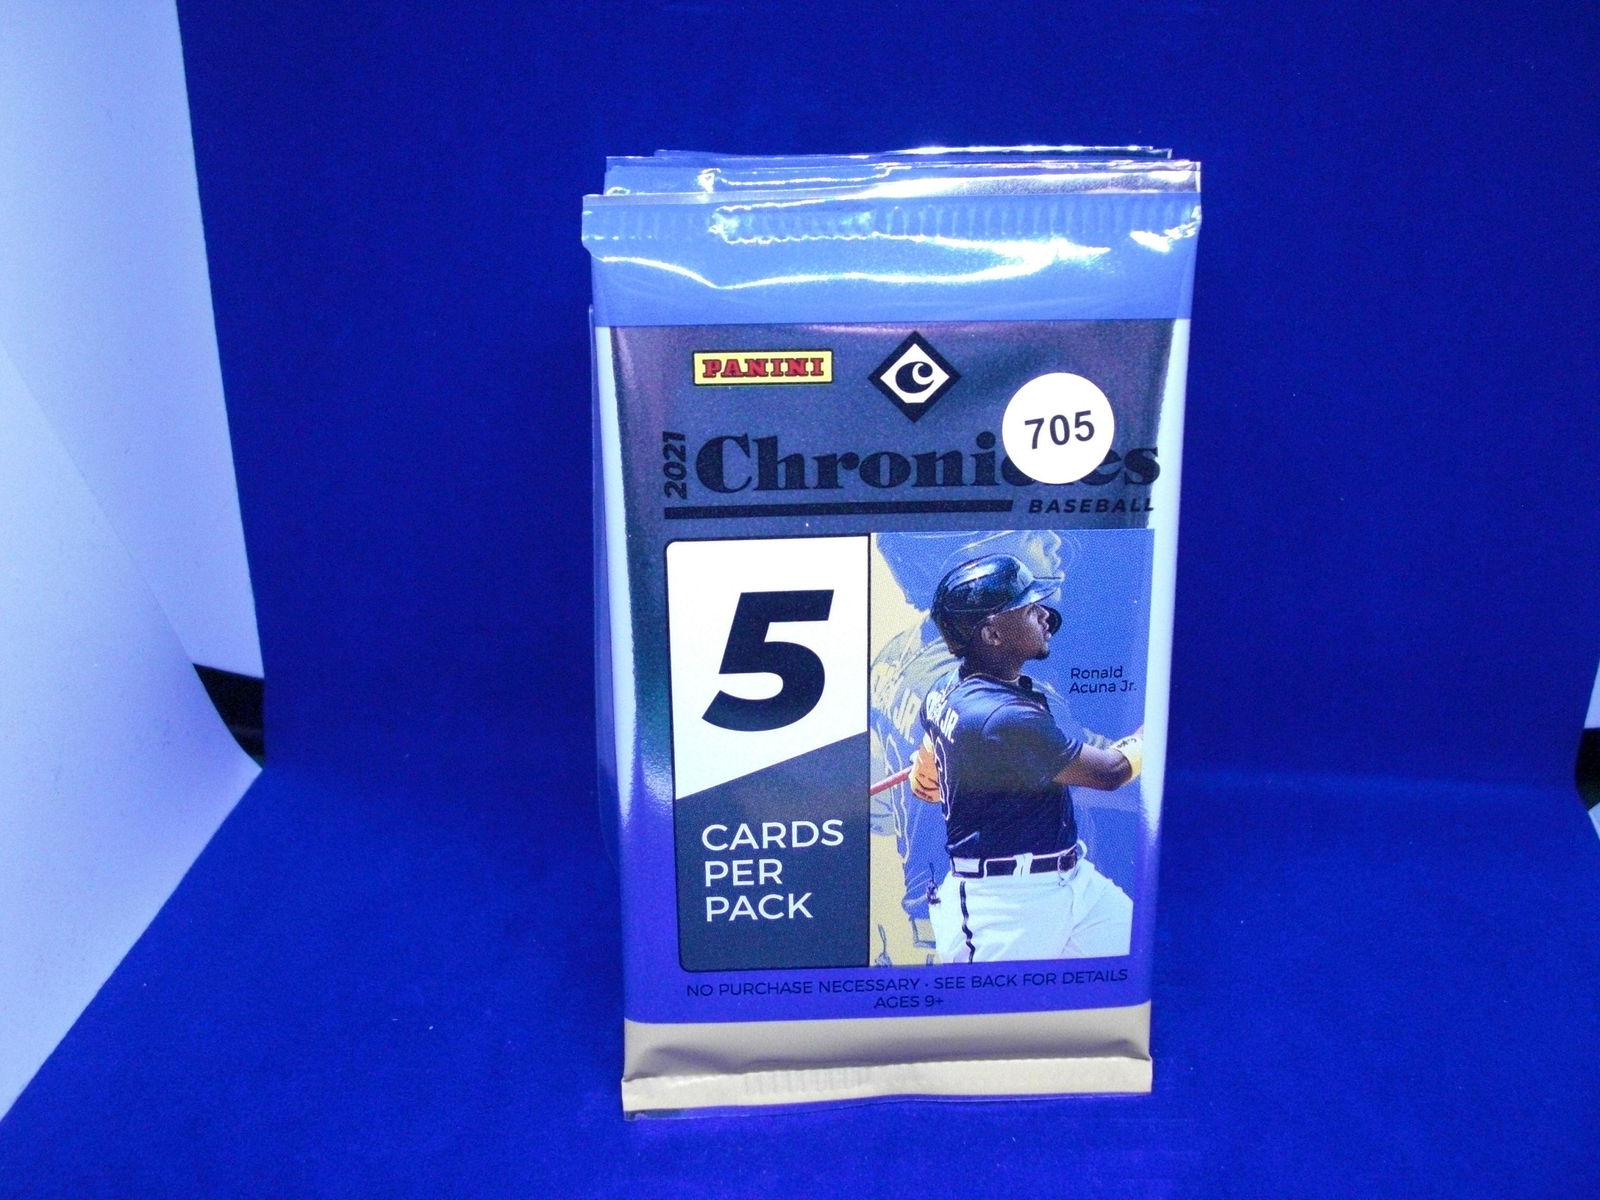 PANINI
C
705
2021
Chronicles
BASEBALL
5
CARDS
PER
PACK
Ronald
Acuna Jr.
JR.
NO PURCHASE NECESSARY · SEE BACK FOR DETAILS
AGES 9+